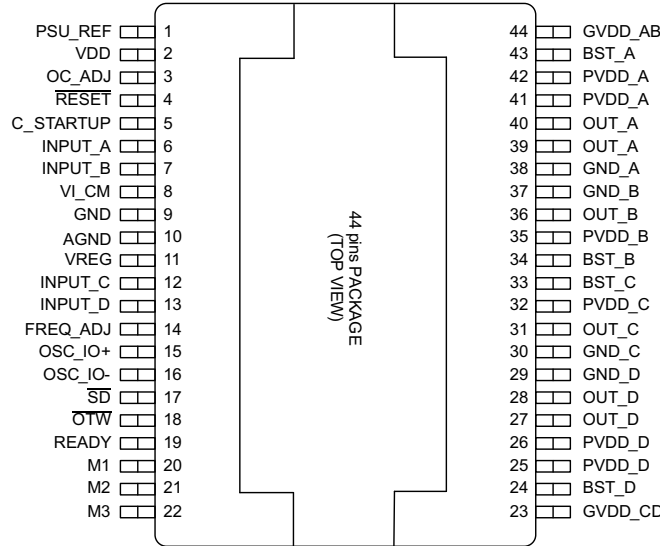 PSU_REF 1
VDD 2
OC_ADJ 3
RESET 4
C_STARTUP 5
INPUT_A 6
INPUT_B 7
VI_CM 8
GND 9
AGND 10
VREG 11
INPUT_C 12
INPUT_D 13
FREQ_ADJ 14
OSC_IO+ 15
OSC_IO- 16
SD 17
OTW 18
READY 19
M1 20
M2 21
M3 22
44 pins PACKAGE
(TOP VIEW)
44 GVDD_AB
43 BST_A
42 PVDD_A
41 PVDD_A
40 OUT_A
39 OUT_A
38 GND_A
37 GND_B
36 OUT_B
35 PVDD_B
34 BST_B
33 BST_C
32 PVDD_C
31 OUT_C
30 GND_C
29 GND_D
28 OUT_D
27 OUT_D
26 PVDD_D
25 PVDD_D
24 BST_D
23 GVDD_CD